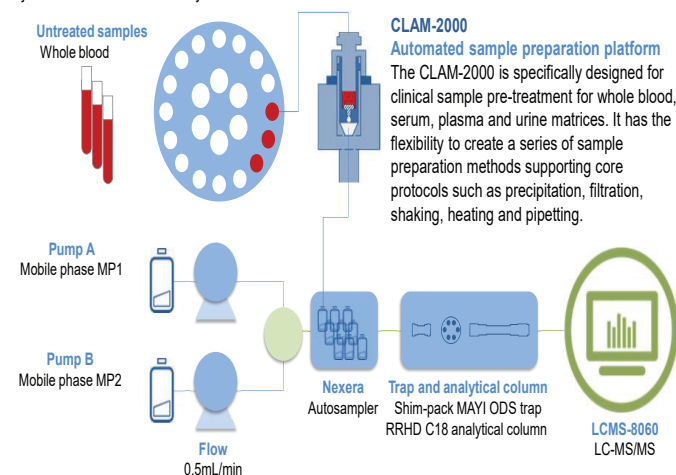 Untreated samples
Whole blood
CLAM-2000
Automated sample preparation platform
The CLAM-2000 is specifically designed for
clinical sample pre-treatment for whole blood,
serum, plasma and urine matrices. It has the
flexibility to create a series of sample
preparation methods supporting core
protocols such as precipitation, filtration,
shaking, heating and pipetting.
Pump A
Mobile phase MP1
Pump B
Mobile phase MP2
Flow
0.5mL/min
Nexera
Autosampler
Trap and analytical column
Shim-pack MAYI ODS trap
RRHD C18 analytical column
LCMS-8060
LC-MS/MS